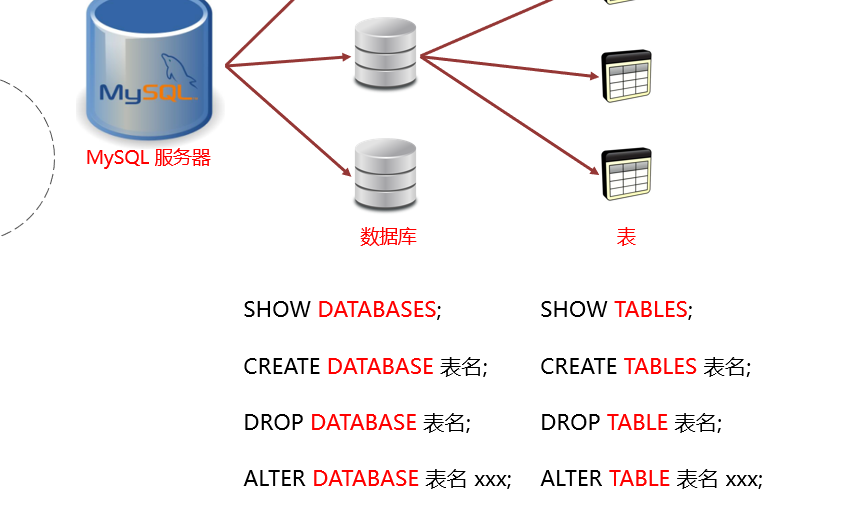 MySQL
MySQL 服务器
数据库
表
SHOW DATABASES;
SHOW TABLES;
CREATE DATABASE 表名;
CREATE TABLES 表名;
DROP DATABASE 表名;
DROP TABLE 表名;
ALTER DATABASE 表名 xxx;
ALTER TABLE 表名 xxx;